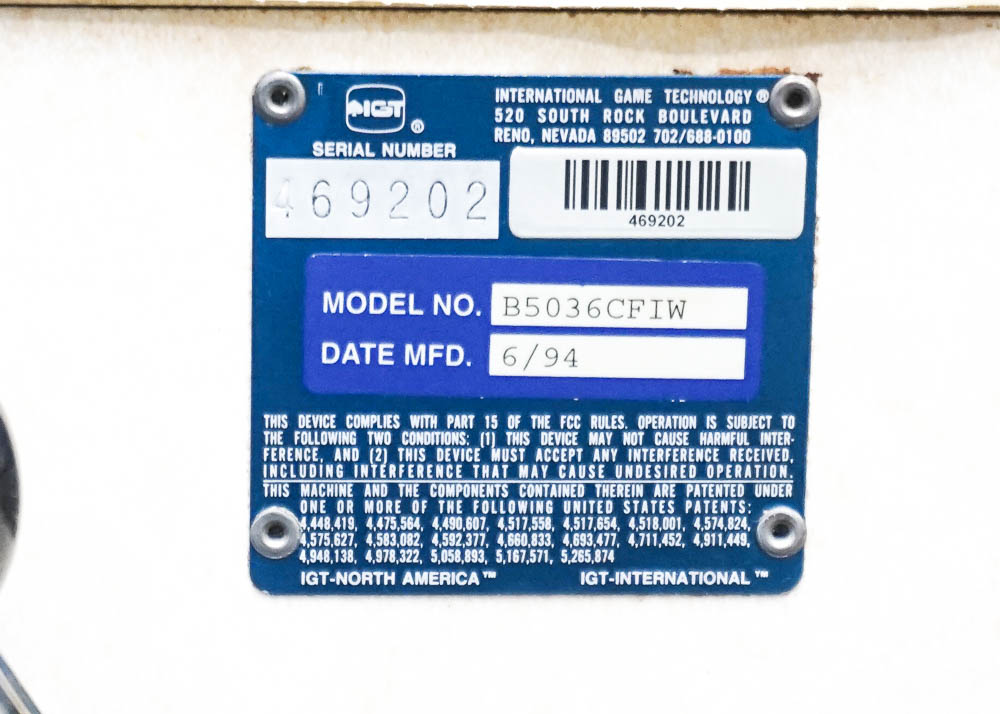 IGT ®
INTERNATIONAL GAME TECHNOLOGY ®
520 SOUTH ROCK BOULEVARD
RENO, NEVADA 89502 702/688-0100
SERIAL NUMBER
469202
469202
MODEL NO. B5036CFIW
DATE MFD. 6/94
THIS DEVICE COMPLIES WITH PART 15 OF THE FCC RULES. OPERATION IS SUBJECT TO
THE FOLLOWING TWO CONDITIONS: (1) THIS DEVICE MAY NOT CAUSE HARMFUL INTER-
FERENCE, AND (2) THIS DEVICE MUST ACCEPT ANY INTERFERENCE RECEIVED,
INCLUDING INTERFERENCE THAT MAY CAUSE UNDESIRED OPERATION.
THIS MACHINE AND THE COMPONENTS CONTAINED THEREIN ARE PATENTED UNDER
ONE OR MORE OF THE FOLLOWING UNITED STATES PATENTS:
4,448,419, 4,475,564, 4,490,607, 4,517,558, 4,517,654, 4,518,001, 4,574,824,
4,575,627, 4,583,082, 4,592,377, 4,660,833, 4,693,477, 4,711,452, 4,911,449,
4,948,138, 4,978,322, 5,058,893, 5,167,571, 5,265,874
IGT-NORTH AMERICA™ IGT-INTERNATIONAL™